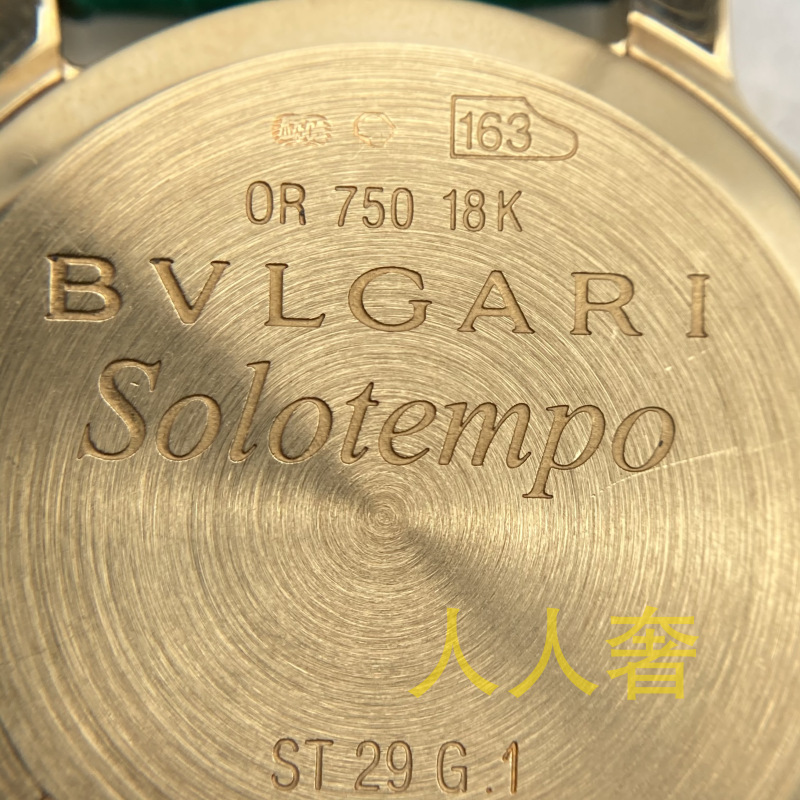 163
OR 750 18K
BVLGARI
Solotempo
人人奢
ST 29 G.1